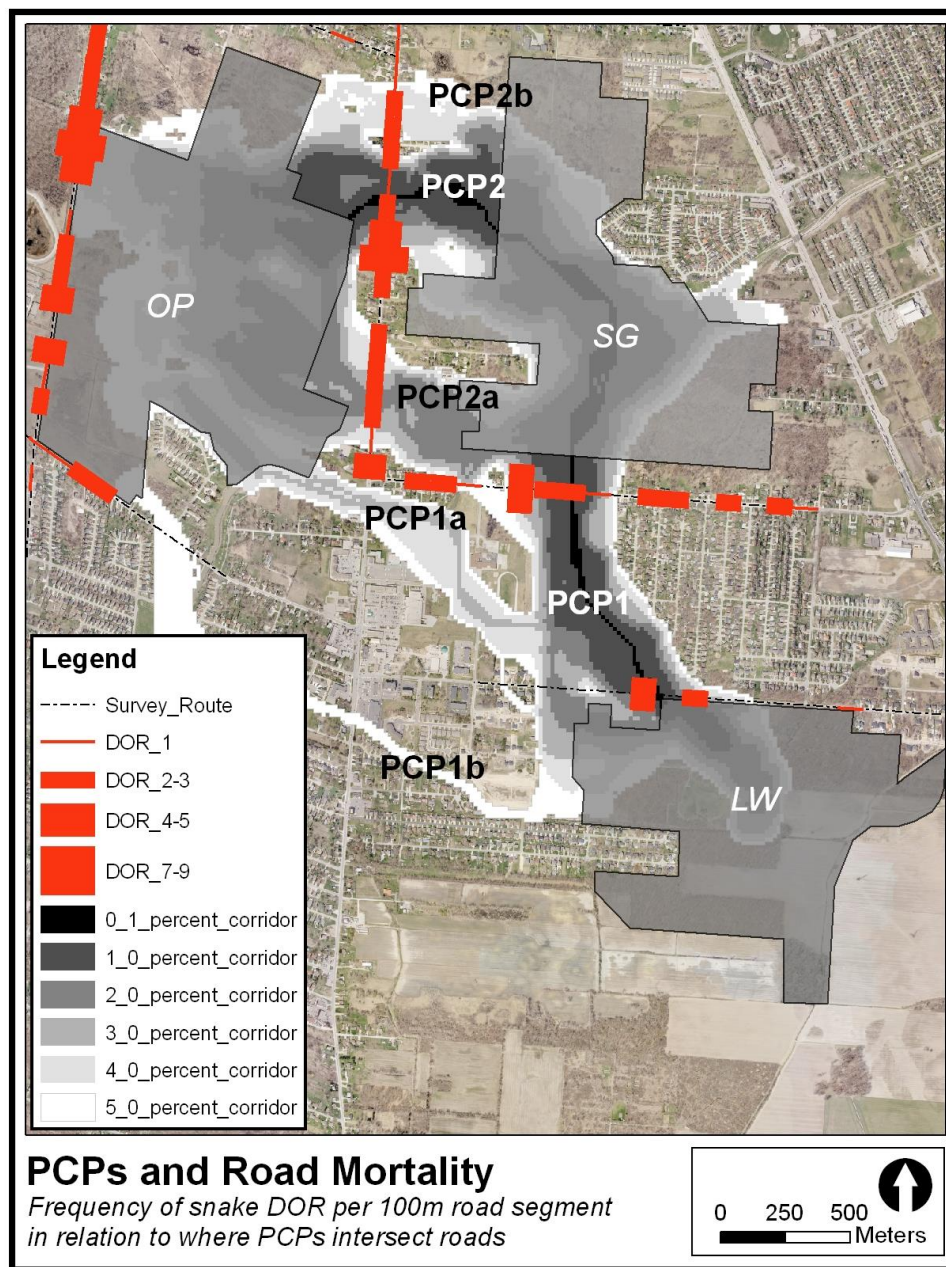 PCP2b
PCP2
OP
SG
PCP2a
PCP1a
PCP1
PCP1b
LW
Legend
Survey_Route
DOR_1
DOR_2-3
DOR_4-5
DOR_7-9
0_1_percent_corridor
1_0_percent_corridor
2_0_percent_corridor
3_0_percent_corridor
4_0_percent_corridor
5_0_percent_corridor
PCPs and Road Mortality
Frequency of snake DOR per 100m road segment
in relation to where PCPs intersect roads
0 250 500
Meters